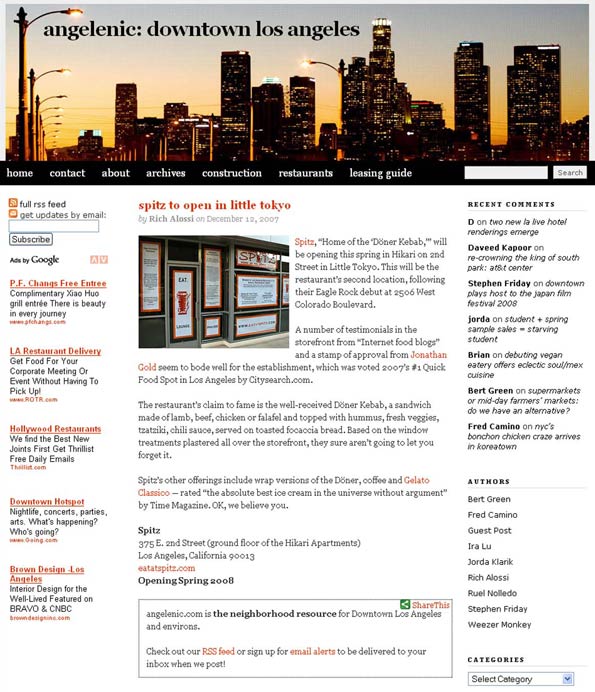 angelenic: downtown los angeles
home contact about archives construction restaurants leasing guide Search
full rss feed
get updates by email:
Subscribe
Ads by Google
P.F. Changs Free Entree
Complimentary Xiao Huo
grill entrée There is beauty
in every journey
www.pfchangs.com
LA Restaurant Delivery
Get Food For Your
Corporate Meeting Or
Event Without Having To
Pick Up!
www.ROTR.com
Hollywood Restaurants
We find the Best New
Joints First Get Thrillist
Free Daily Emails
Thrillist.com
Downtown Hotspot
Nightlife, concerts, parties,
arts. What's happening?
Who's going?
www.Going.com
Brown Design -Los
Angeles
Interior Design for the
Well-Lived Featured on
BRAVO & CNBC
browndesigninc.com
spitz to open in little tokyo
by Rich Alossi on December 12, 2007
SPITZ
EAT.
LOUNGE.
Spitz, “Home of the ‘Döner Kebab,’” will
be opening this spring in Hikari on 2nd
Street in Little Tokyo. This will be the
restaurant’s second location, following
their Eagle Rock debut at 2506 West
Colorado Boulevard.
A number of testimonials in the
storefront from “Internet food blogs”
and a stamp of approval from Jonathan
Gold seem to bode well for the establishment, which was voted 2007’s #1 Quick
Food Spot in Los Angeles by Citysearch.com.
The restaurant’s claim to fame is the well-received Döner Kebab, a sandwich
made of lamb, beef, chicken or falafel and topped with hummus, fresh veggies,
tzatziki, chili sauce, served on toasted focaccia bread. Based on the window
treatments plastered all over the storefront, they sure aren’t going to let you
forget it.
Spitz’s other offerings include wrap versions of the Döner, coffee and Gelato
Classico — rated “the absolute best ice cream in the universe without argument”
by Time Magazine. OK, we believe you.
Spitz
375 E. 2nd Street (ground floor of the Hikari Apartments)
Los Angeles, California 90013
eatatspitz.com
Opening Spring 2008
ShareThis
angelenic.com is the neighborhood resource for Downtown Los Angeles
and environs.
Check out our RSS feed or sign up for email alerts to be delivered to your
inbox when we post!
RECENT COMMENTS
D on two new la live hotel
renderings emerge
Daveed Kapoor on
re-crowning the king of south
park: at&t center
Stephen Friday on downtown
plays host to the japan film
festival 2008
jorda on student + spring
sample sales = starving
student
Brian on debuting vegan
eatery offers eclectic soul/mex
cuisine
Bert Green on supermarkets
or mid-day farmers’ markets:
do we have an alternative?
Fred Camino on nyc’s
bonchon chicken craze arrives
in koreatown
AUTHORS
Bert Green
Fred Camino
Guest Post
Ira Lu
Jorda Klarik
Rich Alossi
Ruel Nolledo
Stephen Friday
Weezer Monkey
CATEGORIES
Select Category